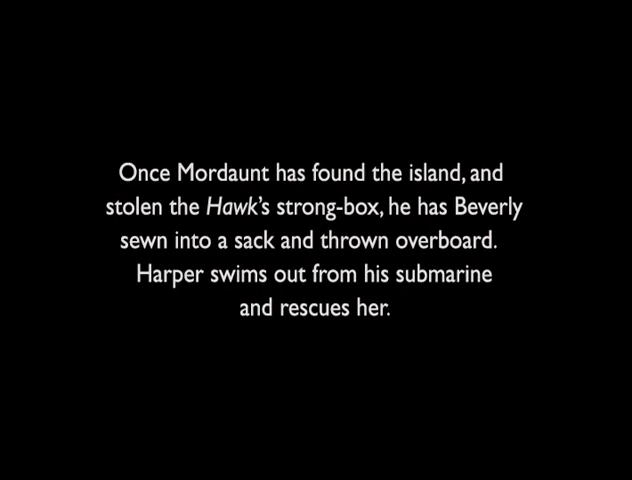 Once Mordaunt has found the island, and
stolen the Hawk's strong-box, he has Beverly
sewn into a sack and thrown overboard.
Harper swims out from his submarine
and rescues her.